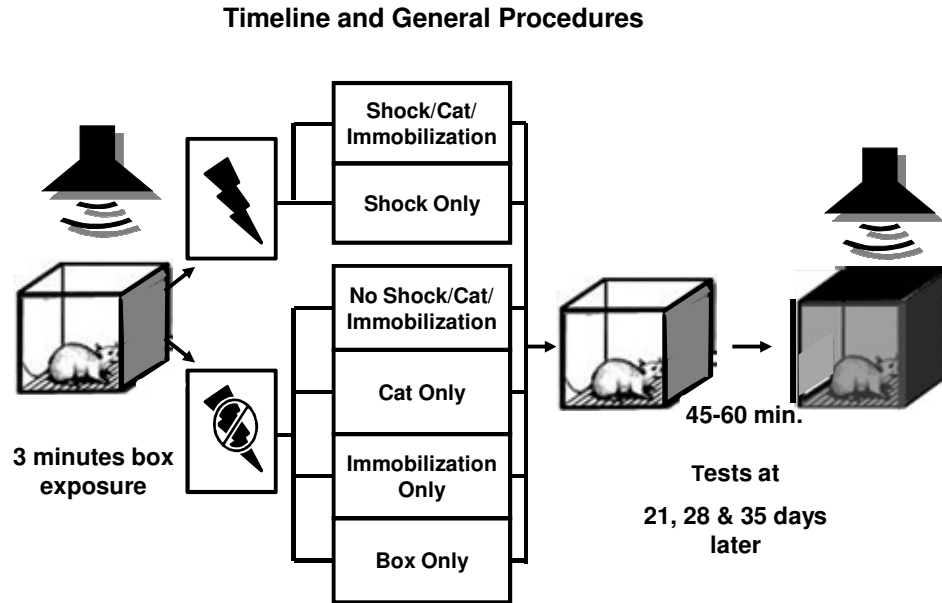 Timeline and General Procedures
Shock/Cat/
Immobilization
Shock Only
No Shock/Cat/
Immobilization
Cat Only
Immobilization
Only
Box Only
3 minutes box
exposure
45-60 min.
Tests at
21, 28 & 35 days
later